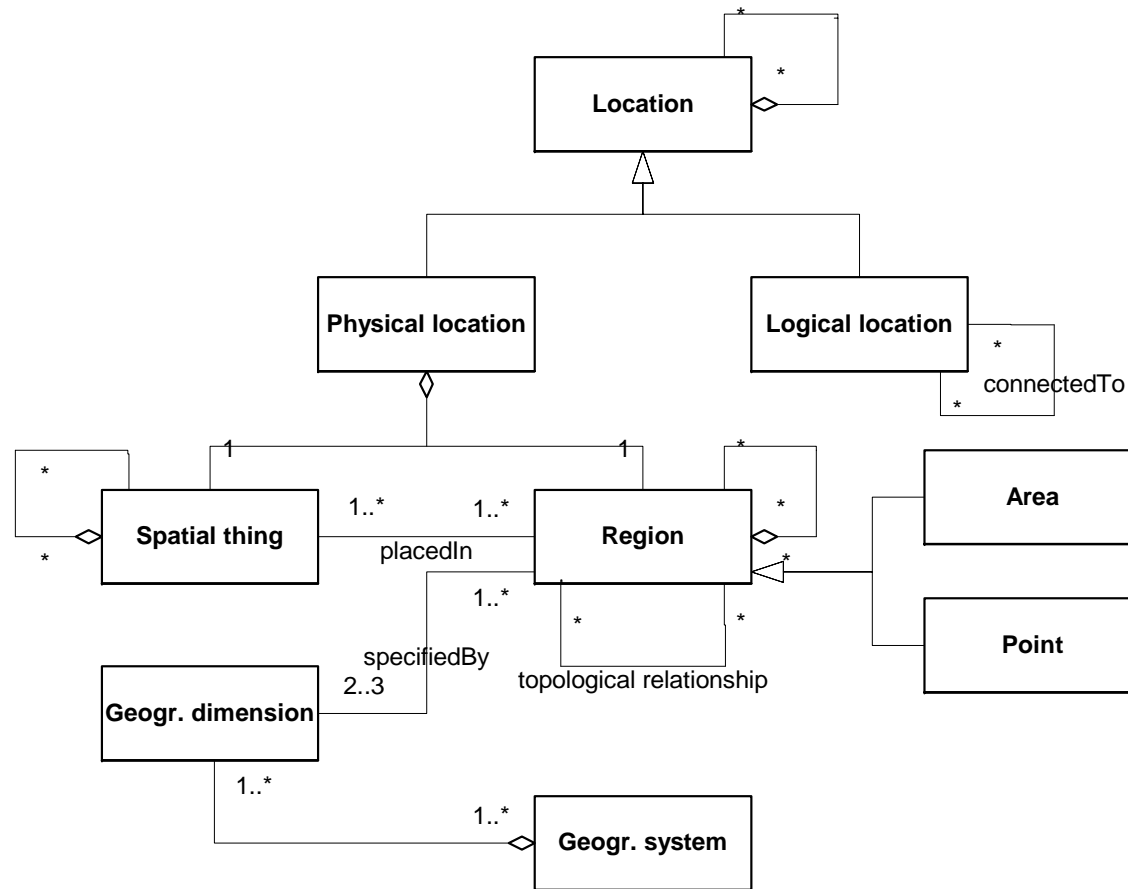 *
*
Location
Physical location
Logical location
*
connectedTo
*
1
1
*
*
1..*
1..*
*
Area
Spatial thing
Region
*
placedIn
*
1..*
*
*
Point
specifiedBy
topological relationship
2..3
Geogr. dimension
1..*
1..*
Geogr. system